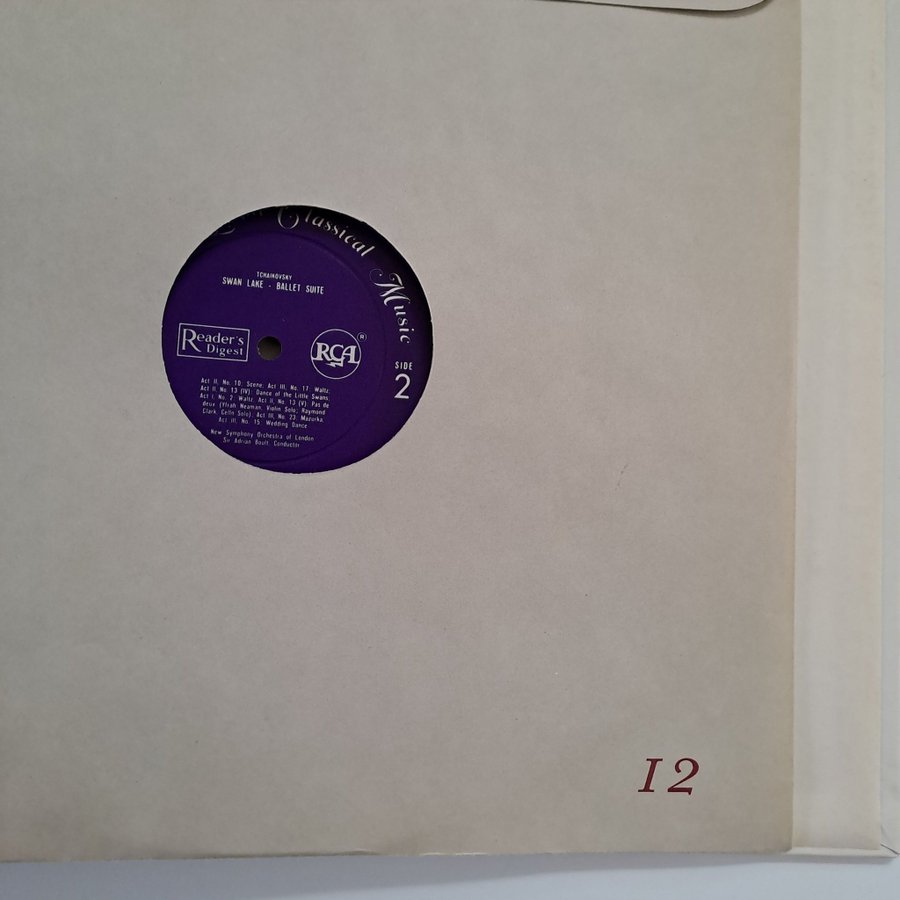 Classical Music
TCHAIKOVSKY
SWAN LAKE - BALLET SUITE
Reader's
Digest
RCA
®
SIDE
2
Act II, No. 10: Scene; Act III, No. 17: Waltz;
Act II, No. 13 (IV): Dance of the Little Swans;
Act I, No. 2: Waltz; Act II, No. 13 (V): Pas de
deux (Yfrah Neaman, Violin Solo; Raymond
Clark, Cello Solo); Act III, No. 23: Mazurka;
Act III, No. 15: Wedding Dance
New Symphony Orchestra of London
Sir Adrian Boult, Conductor
12